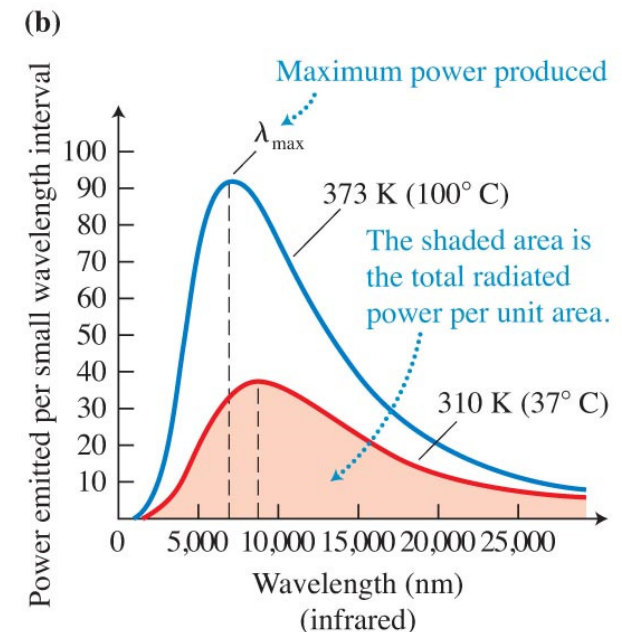 (b)
Power emitted per small wavelength interval
Maximum power produced
λmax
100
90
80
70
60
50
40
30
20
10
373 K (100° C)
The shaded area is
the total radiated
power per unit area.
310 K (37° C)
0 5,000 10,000 15,000 20,000 25,000
Wavelength (nm)
(infrared)